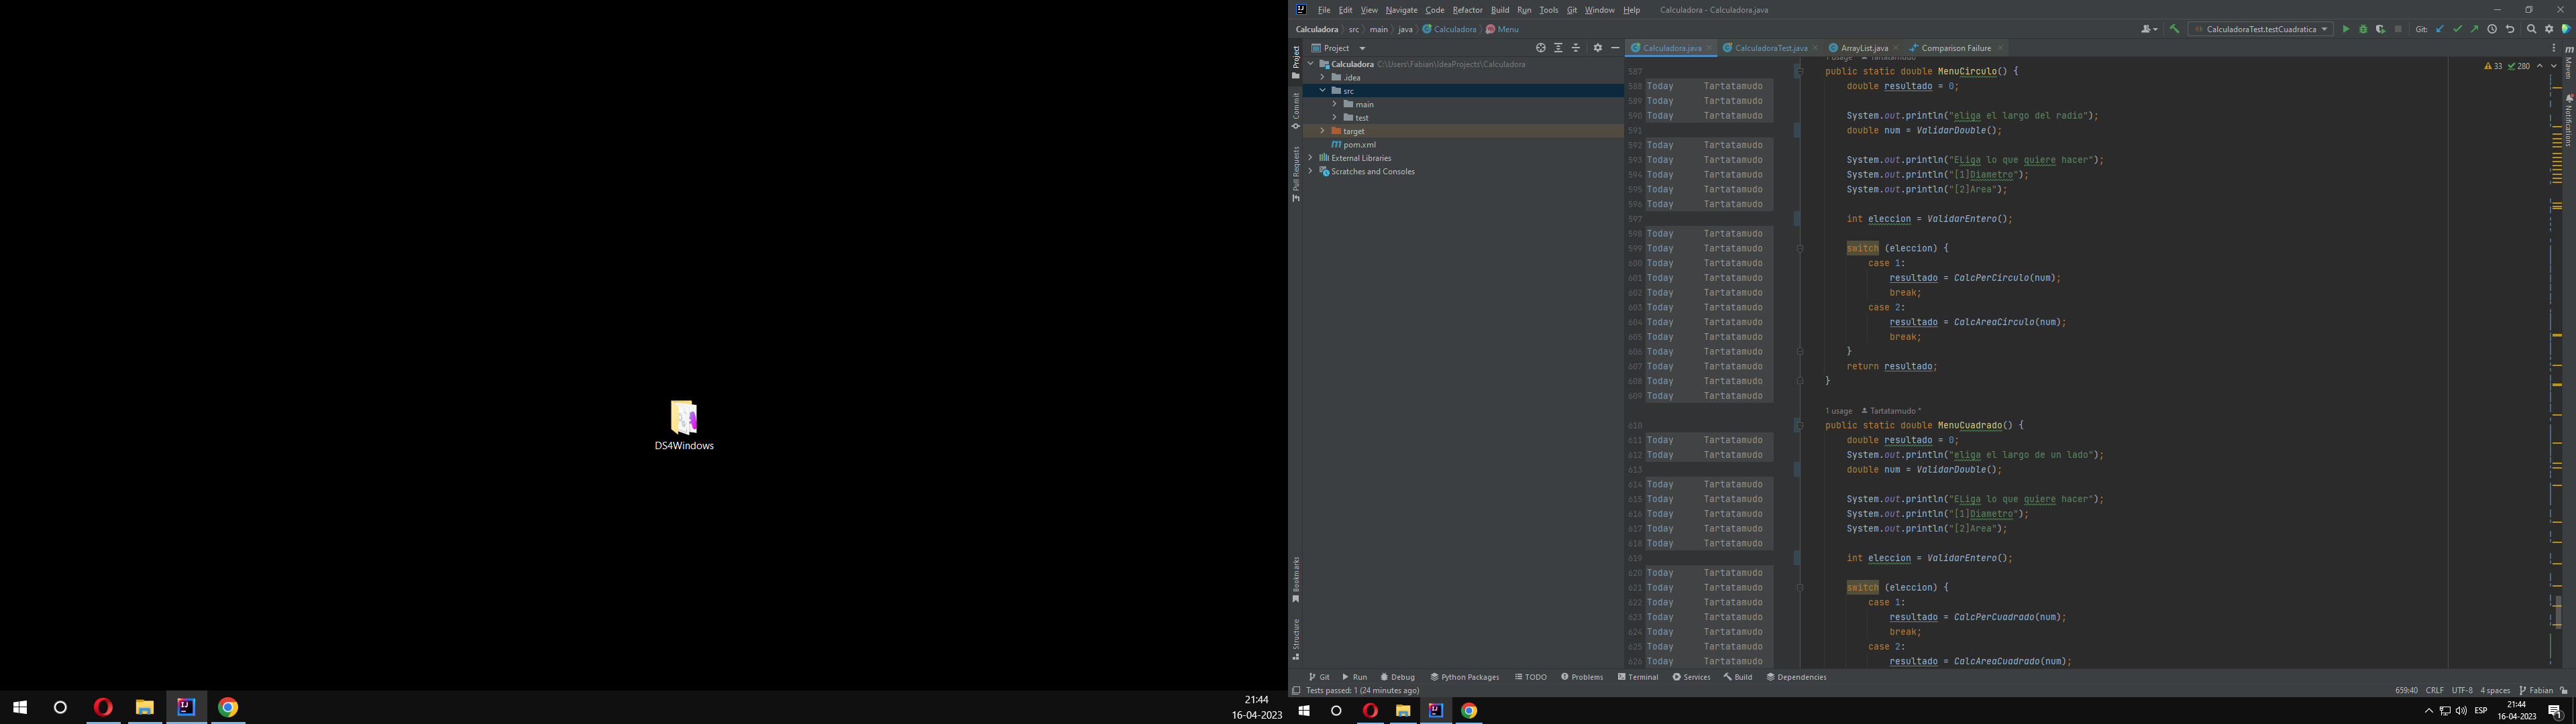 DS4Windows
21:44
16-04-2023
File Edit View Navigate Code Refactor Build Run Tools Git Window Help Calculadora - Calculadora.java
Calculadora src main java Calculadora Menu
CalculadoraTest.testCuadratica Git:
Project
Calculadora.java CalculadoraTest.java ArrayList.java Comparison Failure
Project
Commit
Pull Requests
Bookmarks
Structure
Calculadora C:\Users\Fabian\IdeaProjects\Calculadora
.idea
src
main
test
target
pom.xml
External Libraries
Scratches and Consoles
1 usage Tartatamudo
33 280
Maven
Notifications
587 public static double MenuCirculo() {
588 Today Tartatamudo double resultado = 0;
589 Today Tartatamudo
590 Today Tartatamudo System.out.println("eliga el largo del radio");
591 double num = ValidarDouble();
592 Today Tartatamudo
593 Today Tartatamudo System.out.println("ELiga lo que quiere hacer");
594 Today Tartatamudo System.out.println("[1]Diametro");
595 Today Tartatamudo System.out.println("[2]Area");
596 Today Tartatamudo
597 int eleccion = ValidarEntero();
598 Today Tartatamudo
599 Today Tartatamudo switch (eleccion) {
600 Today Tartatamudo case 1:
601 Today Tartatamudo resultado = CalcPerCirculo(num);
602 Today Tartatamudo break;
603 Today Tartatamudo case 2:
604 Today Tartatamudo resultado = CalcAreaCirculo(num);
605 Today Tartatamudo break;
606 Today Tartatamudo }
607 Today Tartatamudo return resultado;
608 Today Tartatamudo }
609 Today Tartatamudo
1 usage Tartatamudo *
610 public static double MenuCuadrado() {
611 Today Tartatamudo double resultado = 0;
612 Today Tartatamudo System.out.println("eliga el largo de un lado");
613 double num = ValidarDouble();
614 Today Tartatamudo
615 Today Tartatamudo System.out.println("ELiga lo que quiere hacer");
616 Today Tartatamudo System.out.println("[1]Diametro");
617 Today Tartatamudo System.out.println("[2]Area");
618 Today Tartatamudo
619 int eleccion = ValidarEntero();
620 Today Tartatamudo
621 Today Tartatamudo switch (eleccion) {
622 Today Tartatamudo case 1:
623 Today Tartatamudo resultado = CalcPerCuadrado(num);
624 Today Tartatamudo break;
625 Today Tartatamudo case 2:
626 Today Tartatamudo resultado = CalcAreaCuadrado(num);
Git Run Debug Python Packages TODO Problems Terminal Services Build Dependencies
Tests passed: 1 (24 minutes ago)
659:40 CRLF UTF-8 4 spaces Fabian
ESP
21:44
16-04-2023